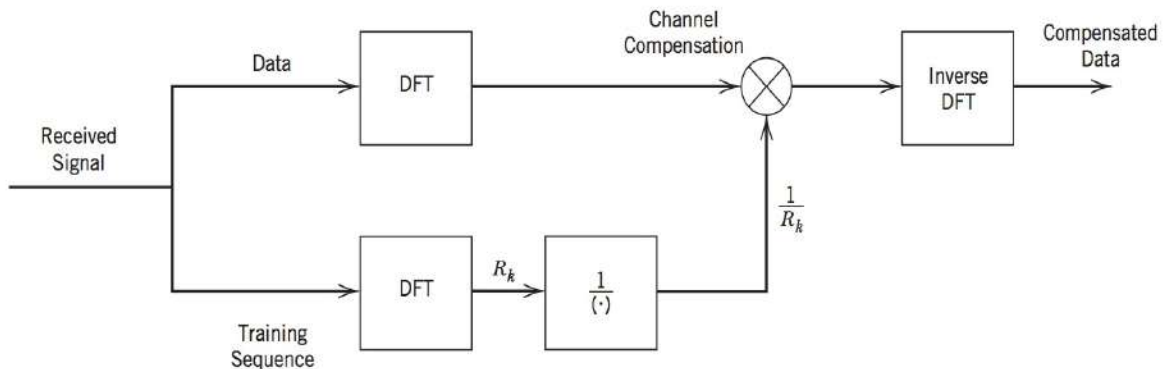 Channel
Compensation
Compensated
Data
Data
DFT
Inverse
DFT
Received
Signal
1
R_k
DFT
R_k
1
(·)
Training
Sequence